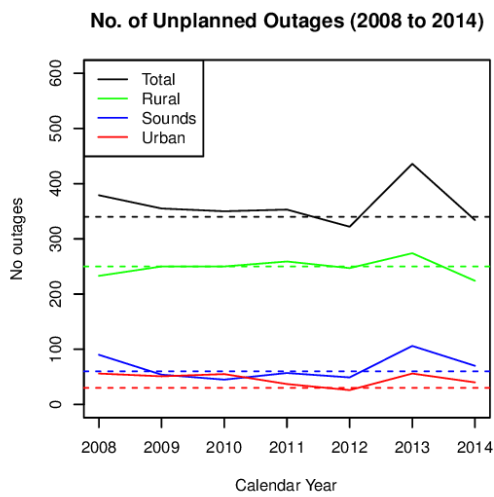 No. of Unplanned Outages (2008 to 2014)
Total
Rural
Sounds
Urban
No outages
600
500
400
300
200
100
0
2008 2009 2010 2011 2012 2013 2014
Calendar Year